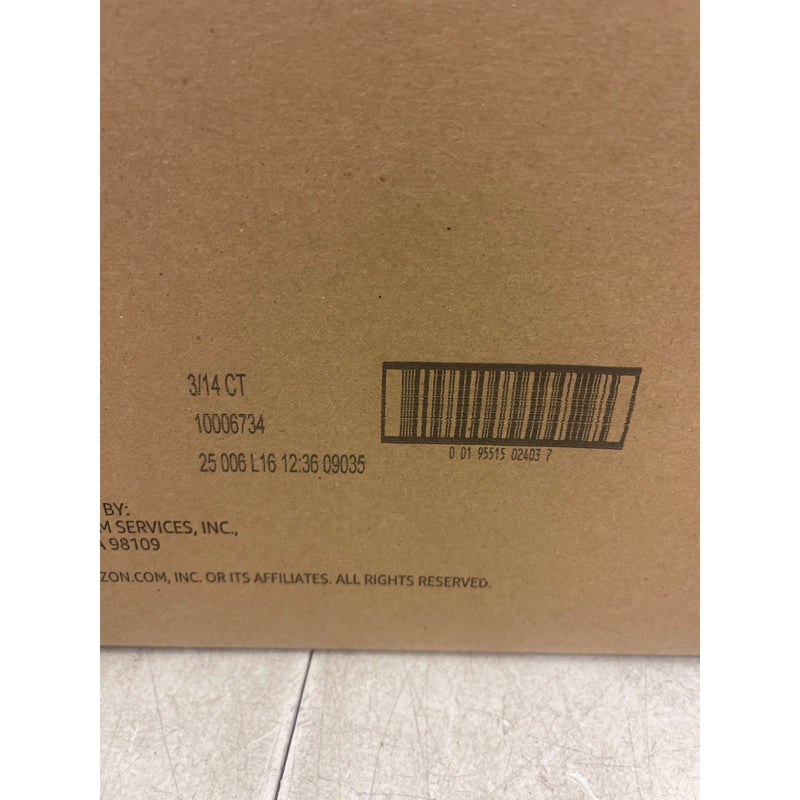 3/14 CT
10006734
25 006 L16 12:36 09035
0 01 95515 02403 7
BY:
M SERVICES, INC.,
A 98109
ZON.COM, INC. OR ITS AFFILIATES. ALL RIGHTS RESERVED.